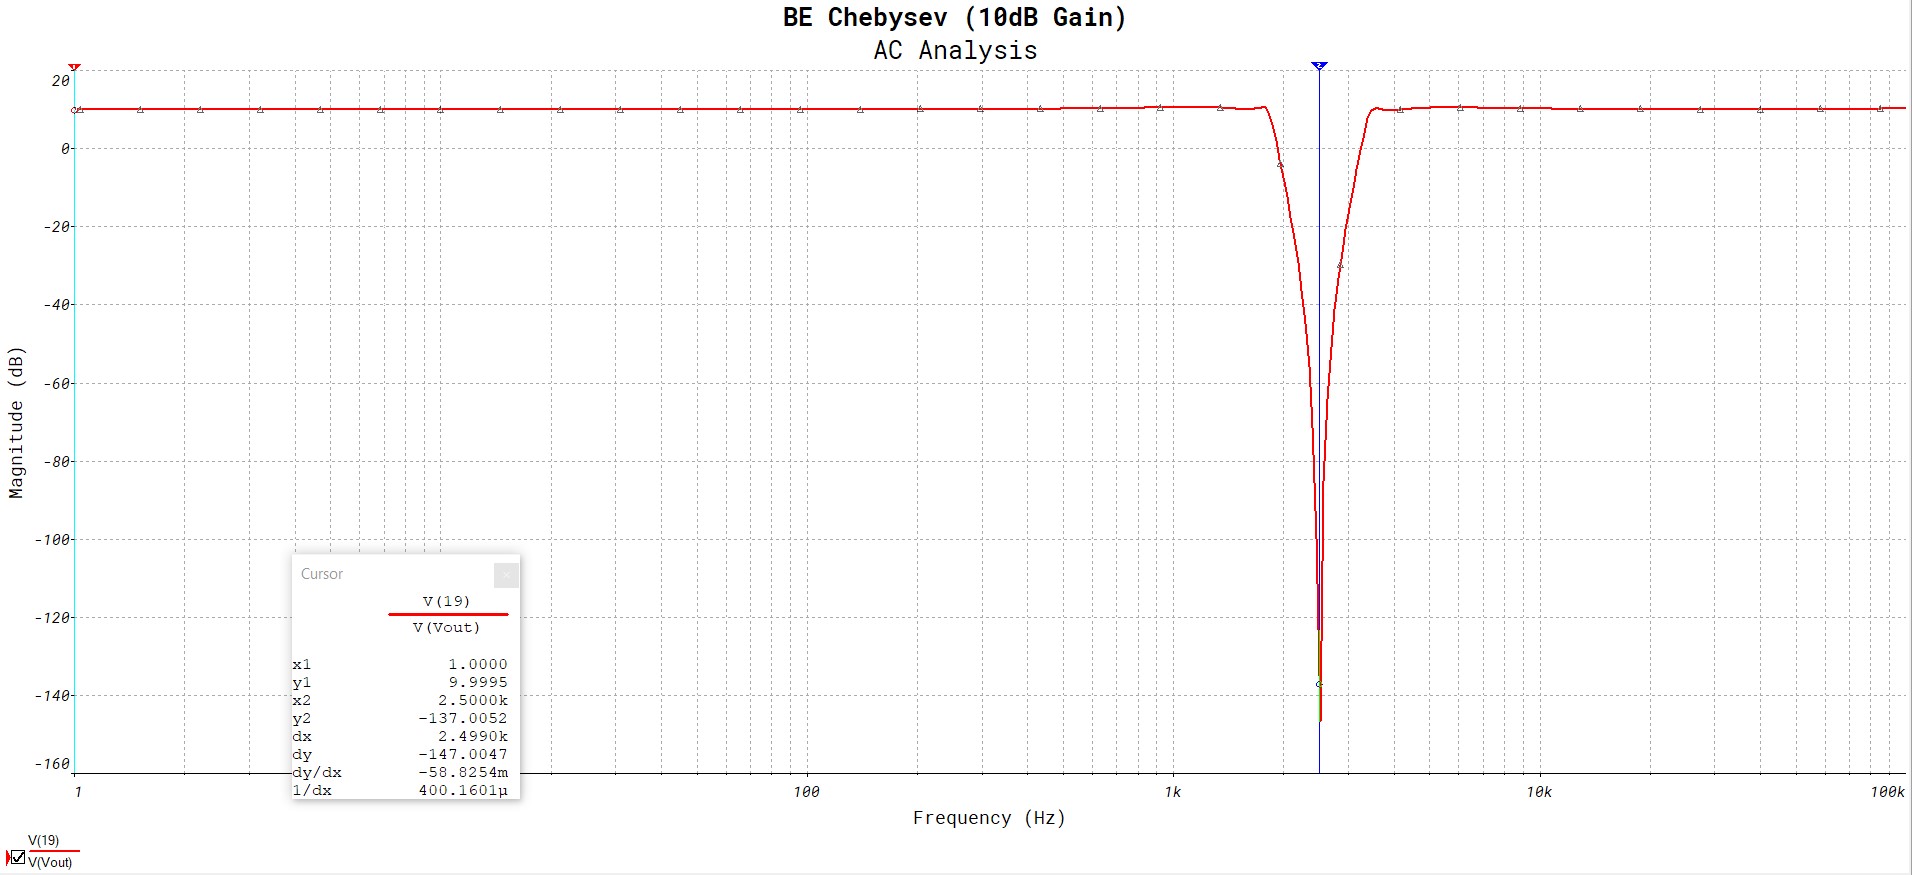 BE Chebysev (10dB Gain)
AC Analysis
Magnitude (dB)
20
0
-20
-40
-60
-80
-100
-120
-140
-160
1
100
1k
10k
100k
Frequency (Hz)
Cursor
V(19)
V(Vout)
x1 1.0000
y1 9.9995
x2 2.5000k
y2 -137.0052
dx 2.4990k
dy -147.0047
dy/dx -58.8254m
1/dx 400.1601µ
V(19)
V(Vout)